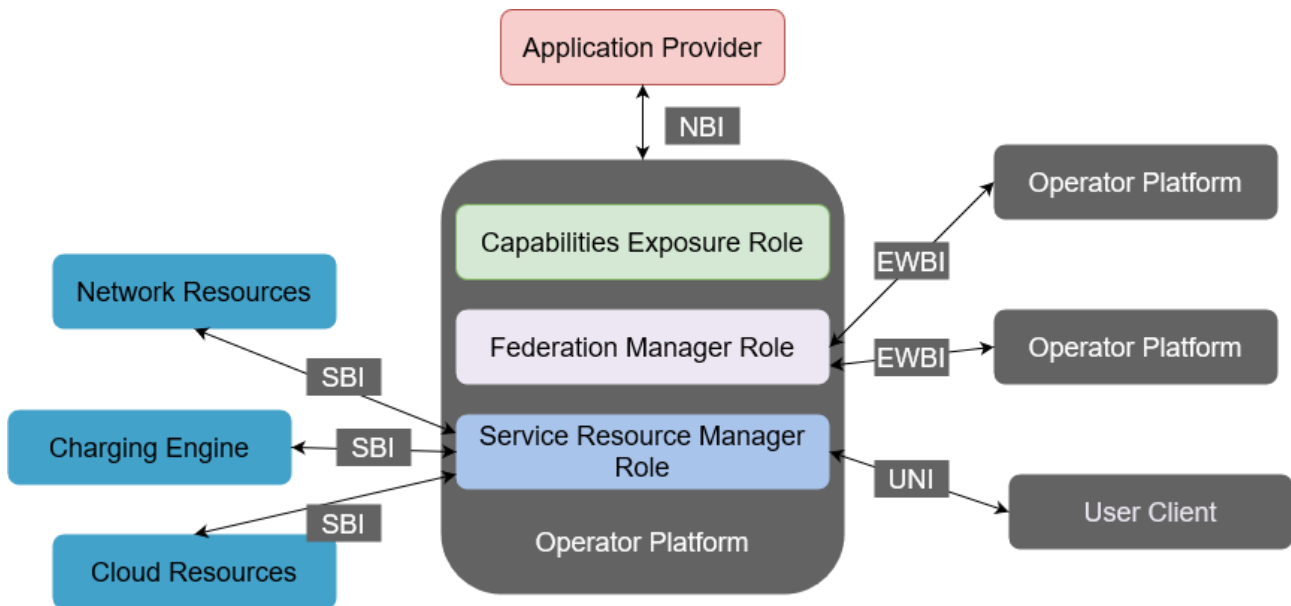 Application Provider
NBI
Operator Platform
Capabilities Exposure Role
EWBI
Network Resources
Federation Manager Role
Operator Platform
EWBI
SBI
Charging Engine
SBI
Service Resource Manager
Role
UNI
User Client
SBI
Operator Platform
Cloud Resources